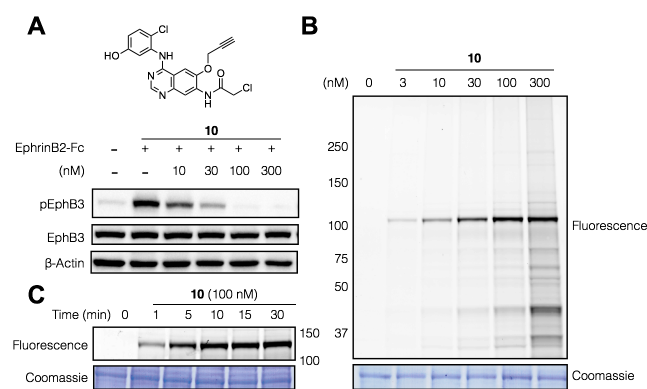 A
Cl
HO
NH
N
N
O
O
N
H
Cl
10
EphrinB2-Fc - + + + + +
(nM) - - 10 30 100 300
pEphB3
EphB3
β-Actin
B
10
(nM) 0 3 10 30 100 300
250
150
100
75
50
37
Fluorescence
Coomassie
C
10 (100 nM)
Time (min) 0 1 5 10 15 30
Fluorescence
150
100
Coomassie